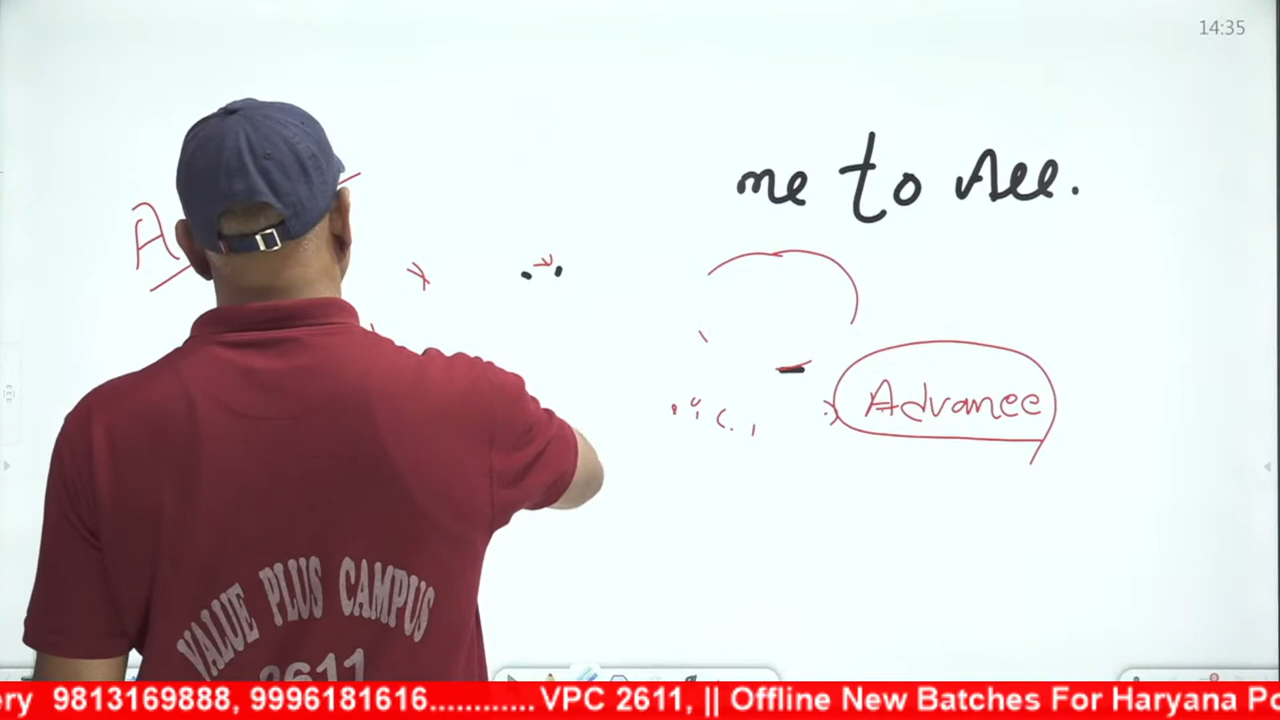 14:35
me to All.
A
Advance
VALUE PLUS CAMPUS
2611
ery 9813169888, 9996181616............ VPC 2611, || Offline New Batches For Haryana Po